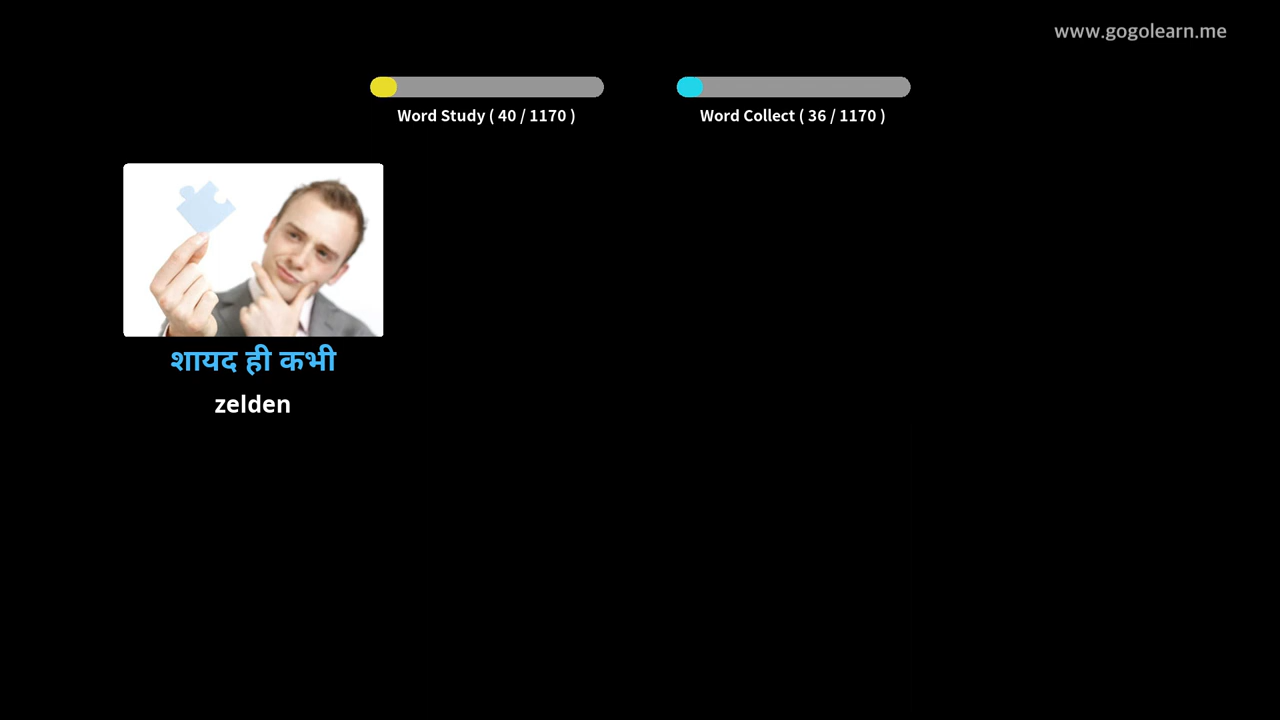 www.gogolearn.me
Word Study ( 40 / 1170 )
Word Collect ( 36 / 1170 )
शायद ही कभी
zelden